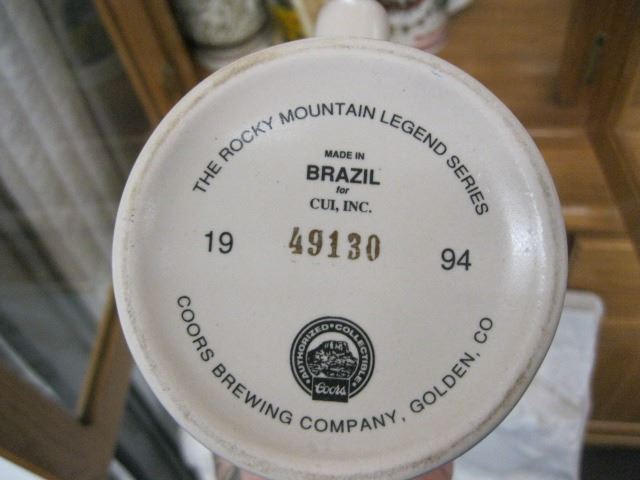 THE ROCKY MOUNTAIN LEGEND SERIES
MADE IN
BRAZIL
for
CUI, INC.
19 49130 94
AUTHORIZED • COLLECTIBLE
Coors
COORS BREWING COMPANY, GOLDEN, CO